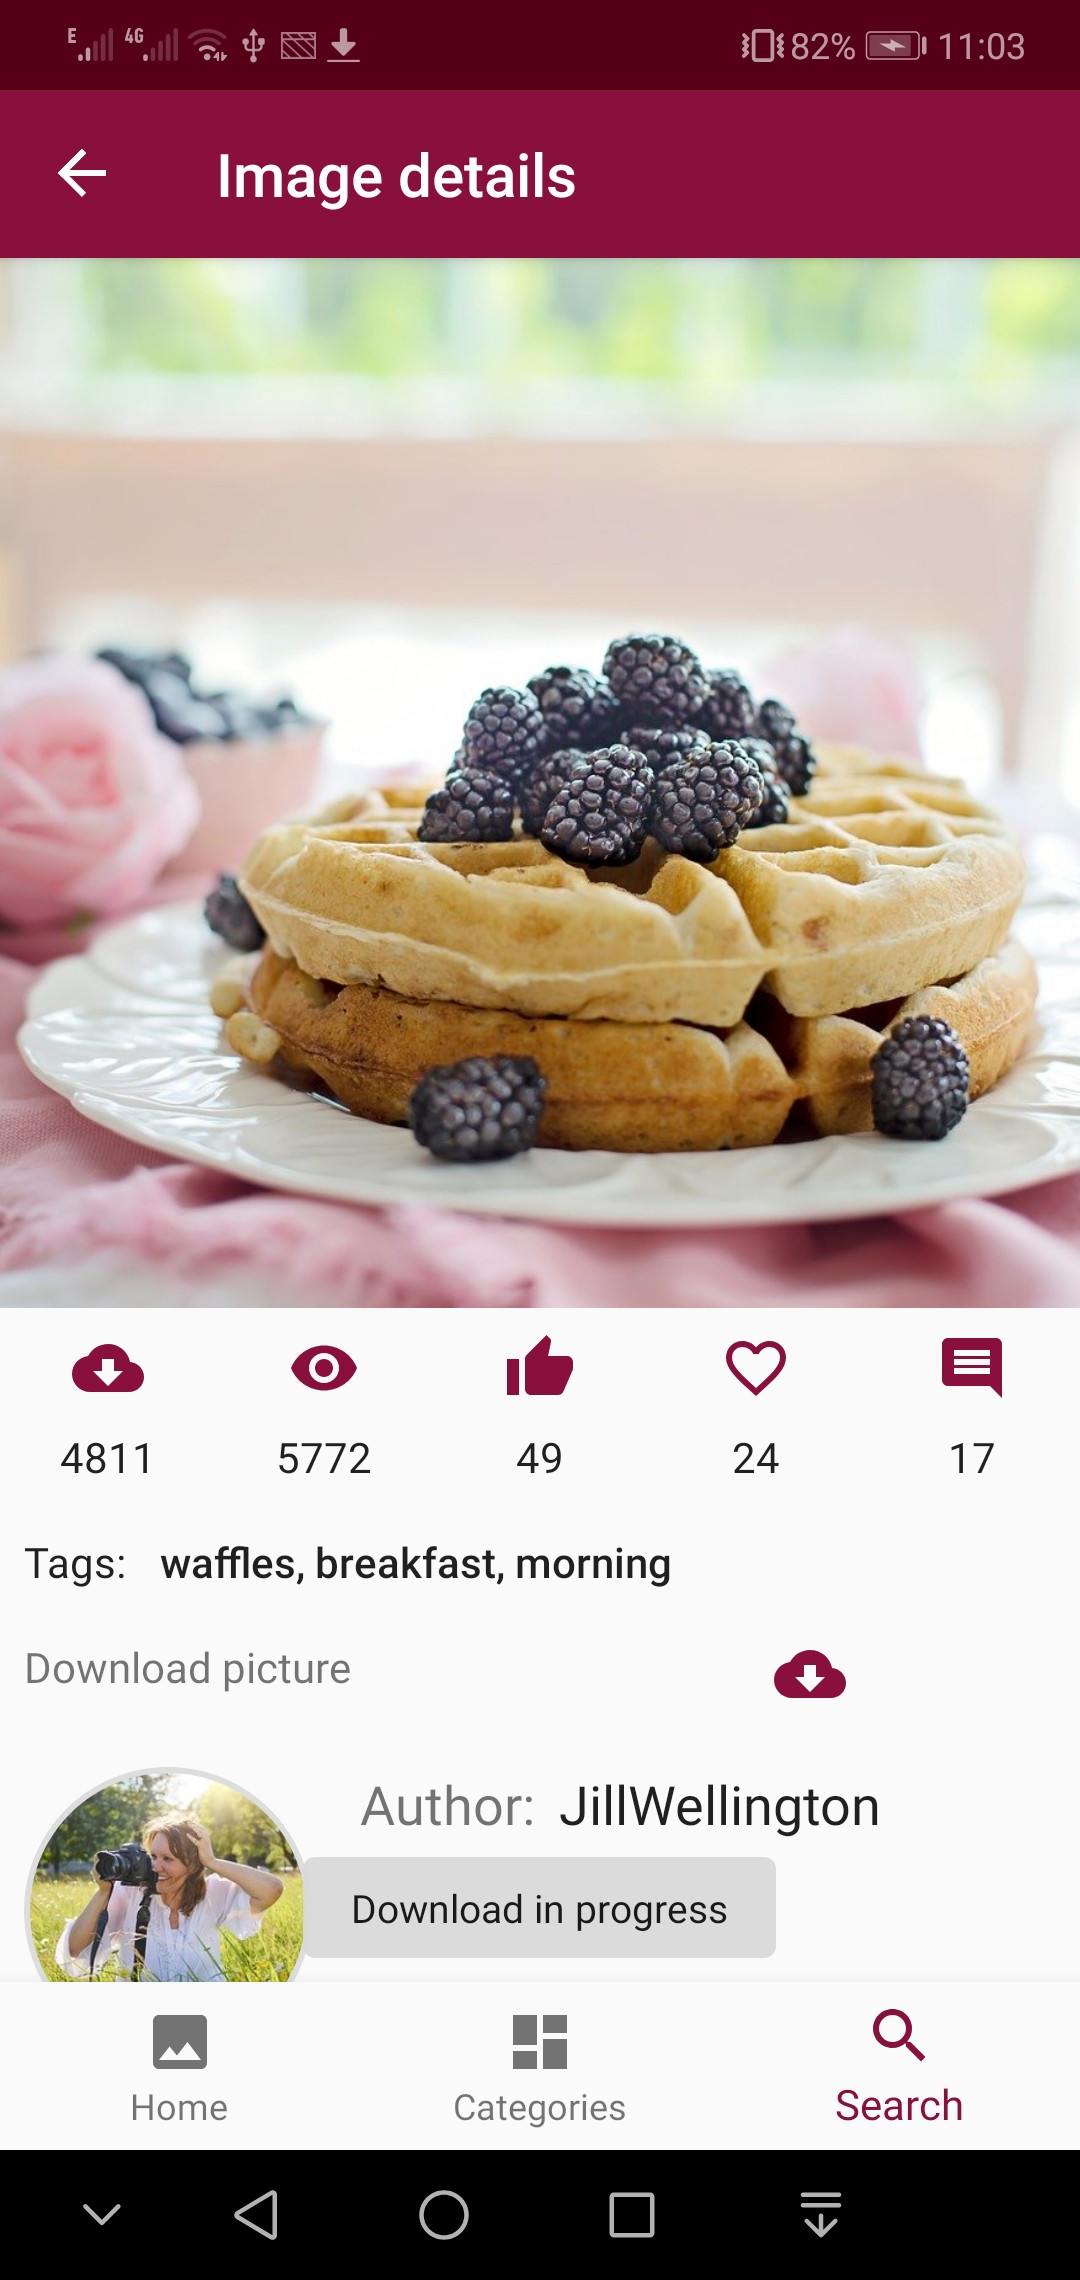 E 4G 82% 11:03
Image details
4811 5772 49 24 17
Tags: waffles, breakfast, morning
Download picture
Author: JillWellington
Download in progress
Home Categories Search